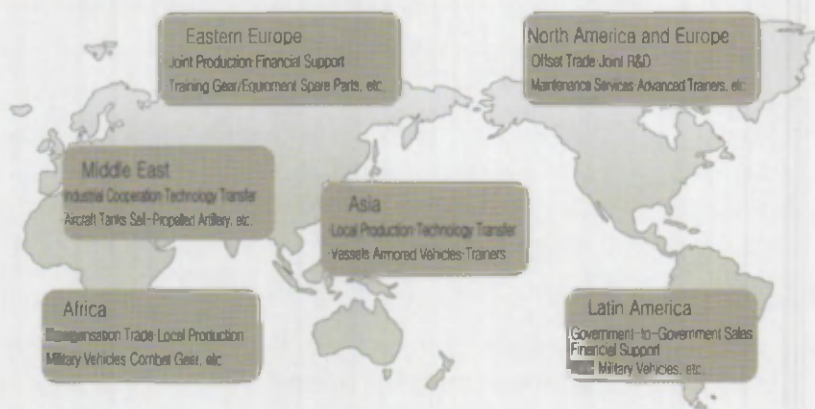 Eastern Europe
Joint Production·Financial Support
Training Gear/Equipment Spare Parts, etc.
North America and Europe
Offset Trade·Joint R&D
Maintenance Services·Advanced Trainers, etc.
Middle East
Industrial Cooperation·Technology Transfer
Aircraft·Tanks·Self-Propelled Artillery, etc.
Asia
Local Production·Technology Transfer
Vessels·Armored Vehicles·Trainers
Africa
Trade·Local Production
Military Vehicles·Combat Gear, etc.
Latin America
Government-to-Government Sales
Financial Support
Military Vehicles, etc.